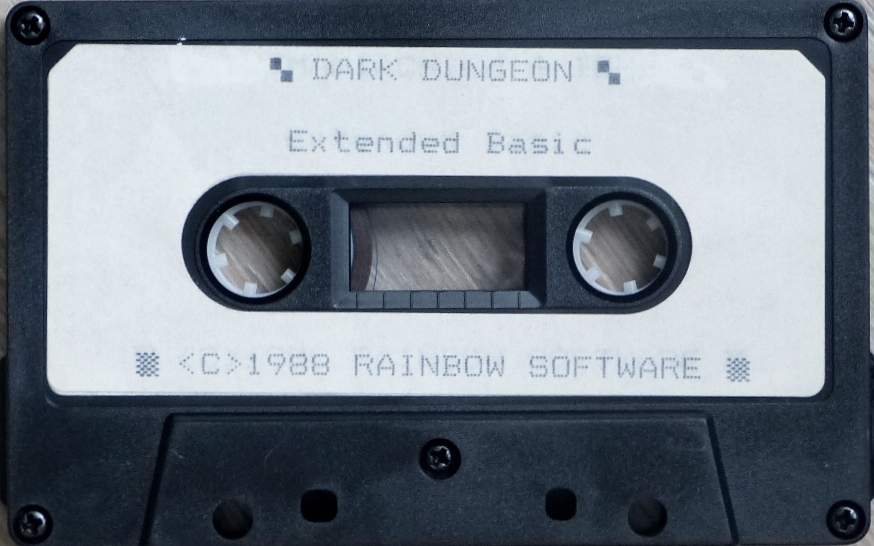 ▚ DARK DUNGEON ▚
Extended Basic
▒ <C>1988 RAINBOW SOFTWARE ▒